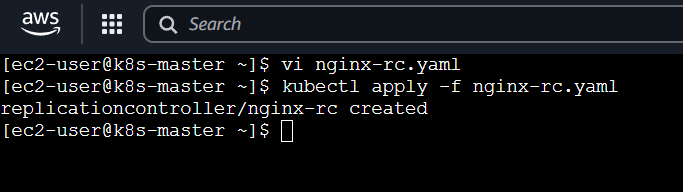 aws
Search
[ec2-user@k8s-master ~]$ vi nginx-rc.yaml
[ec2-user@k8s-master ~]$ kubectl apply -f nginx-rc.yaml
replicationcontroller/nginx-rc created
[ec2-user@k8s-master ~]$